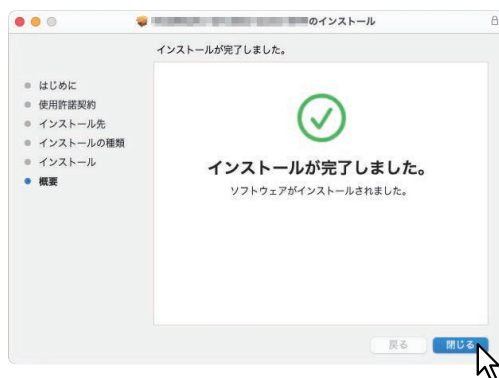 のインストール
インストールが完了しました。
はじめに
使用許諾契約
インストール先
インストールの種類
インストール
概要
インストールが完了しました。
ソフトウェアがインストールされました。
戻る
閉じる